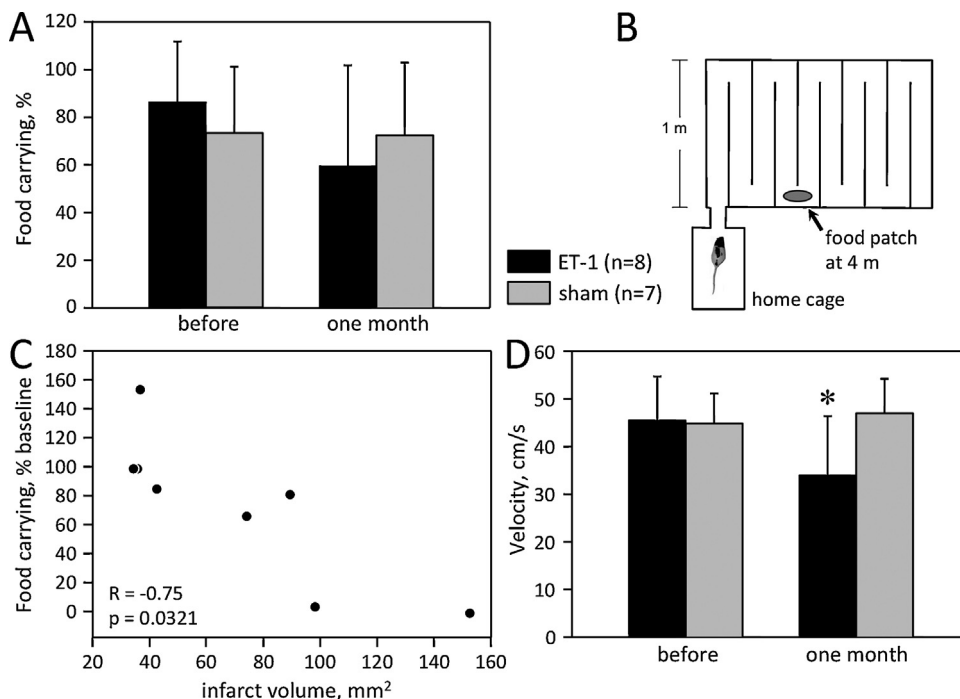 A
120
100
80
60
40
20
0
Food carrying, %
before
one month
ET-1 (n=8)
sham (n=7)
B
1 m
food patch
at 4 m
home cage
C
180
160
140
120
100
80
60
40
20
0
Food carrying, % baseline
R = -0.75
p = 0.0321
20 40 60 80 100 120 140 160
infarct volume, mm²
D
60
50
40
30
20
10
0
Velocity, cm/s
*
before
one month